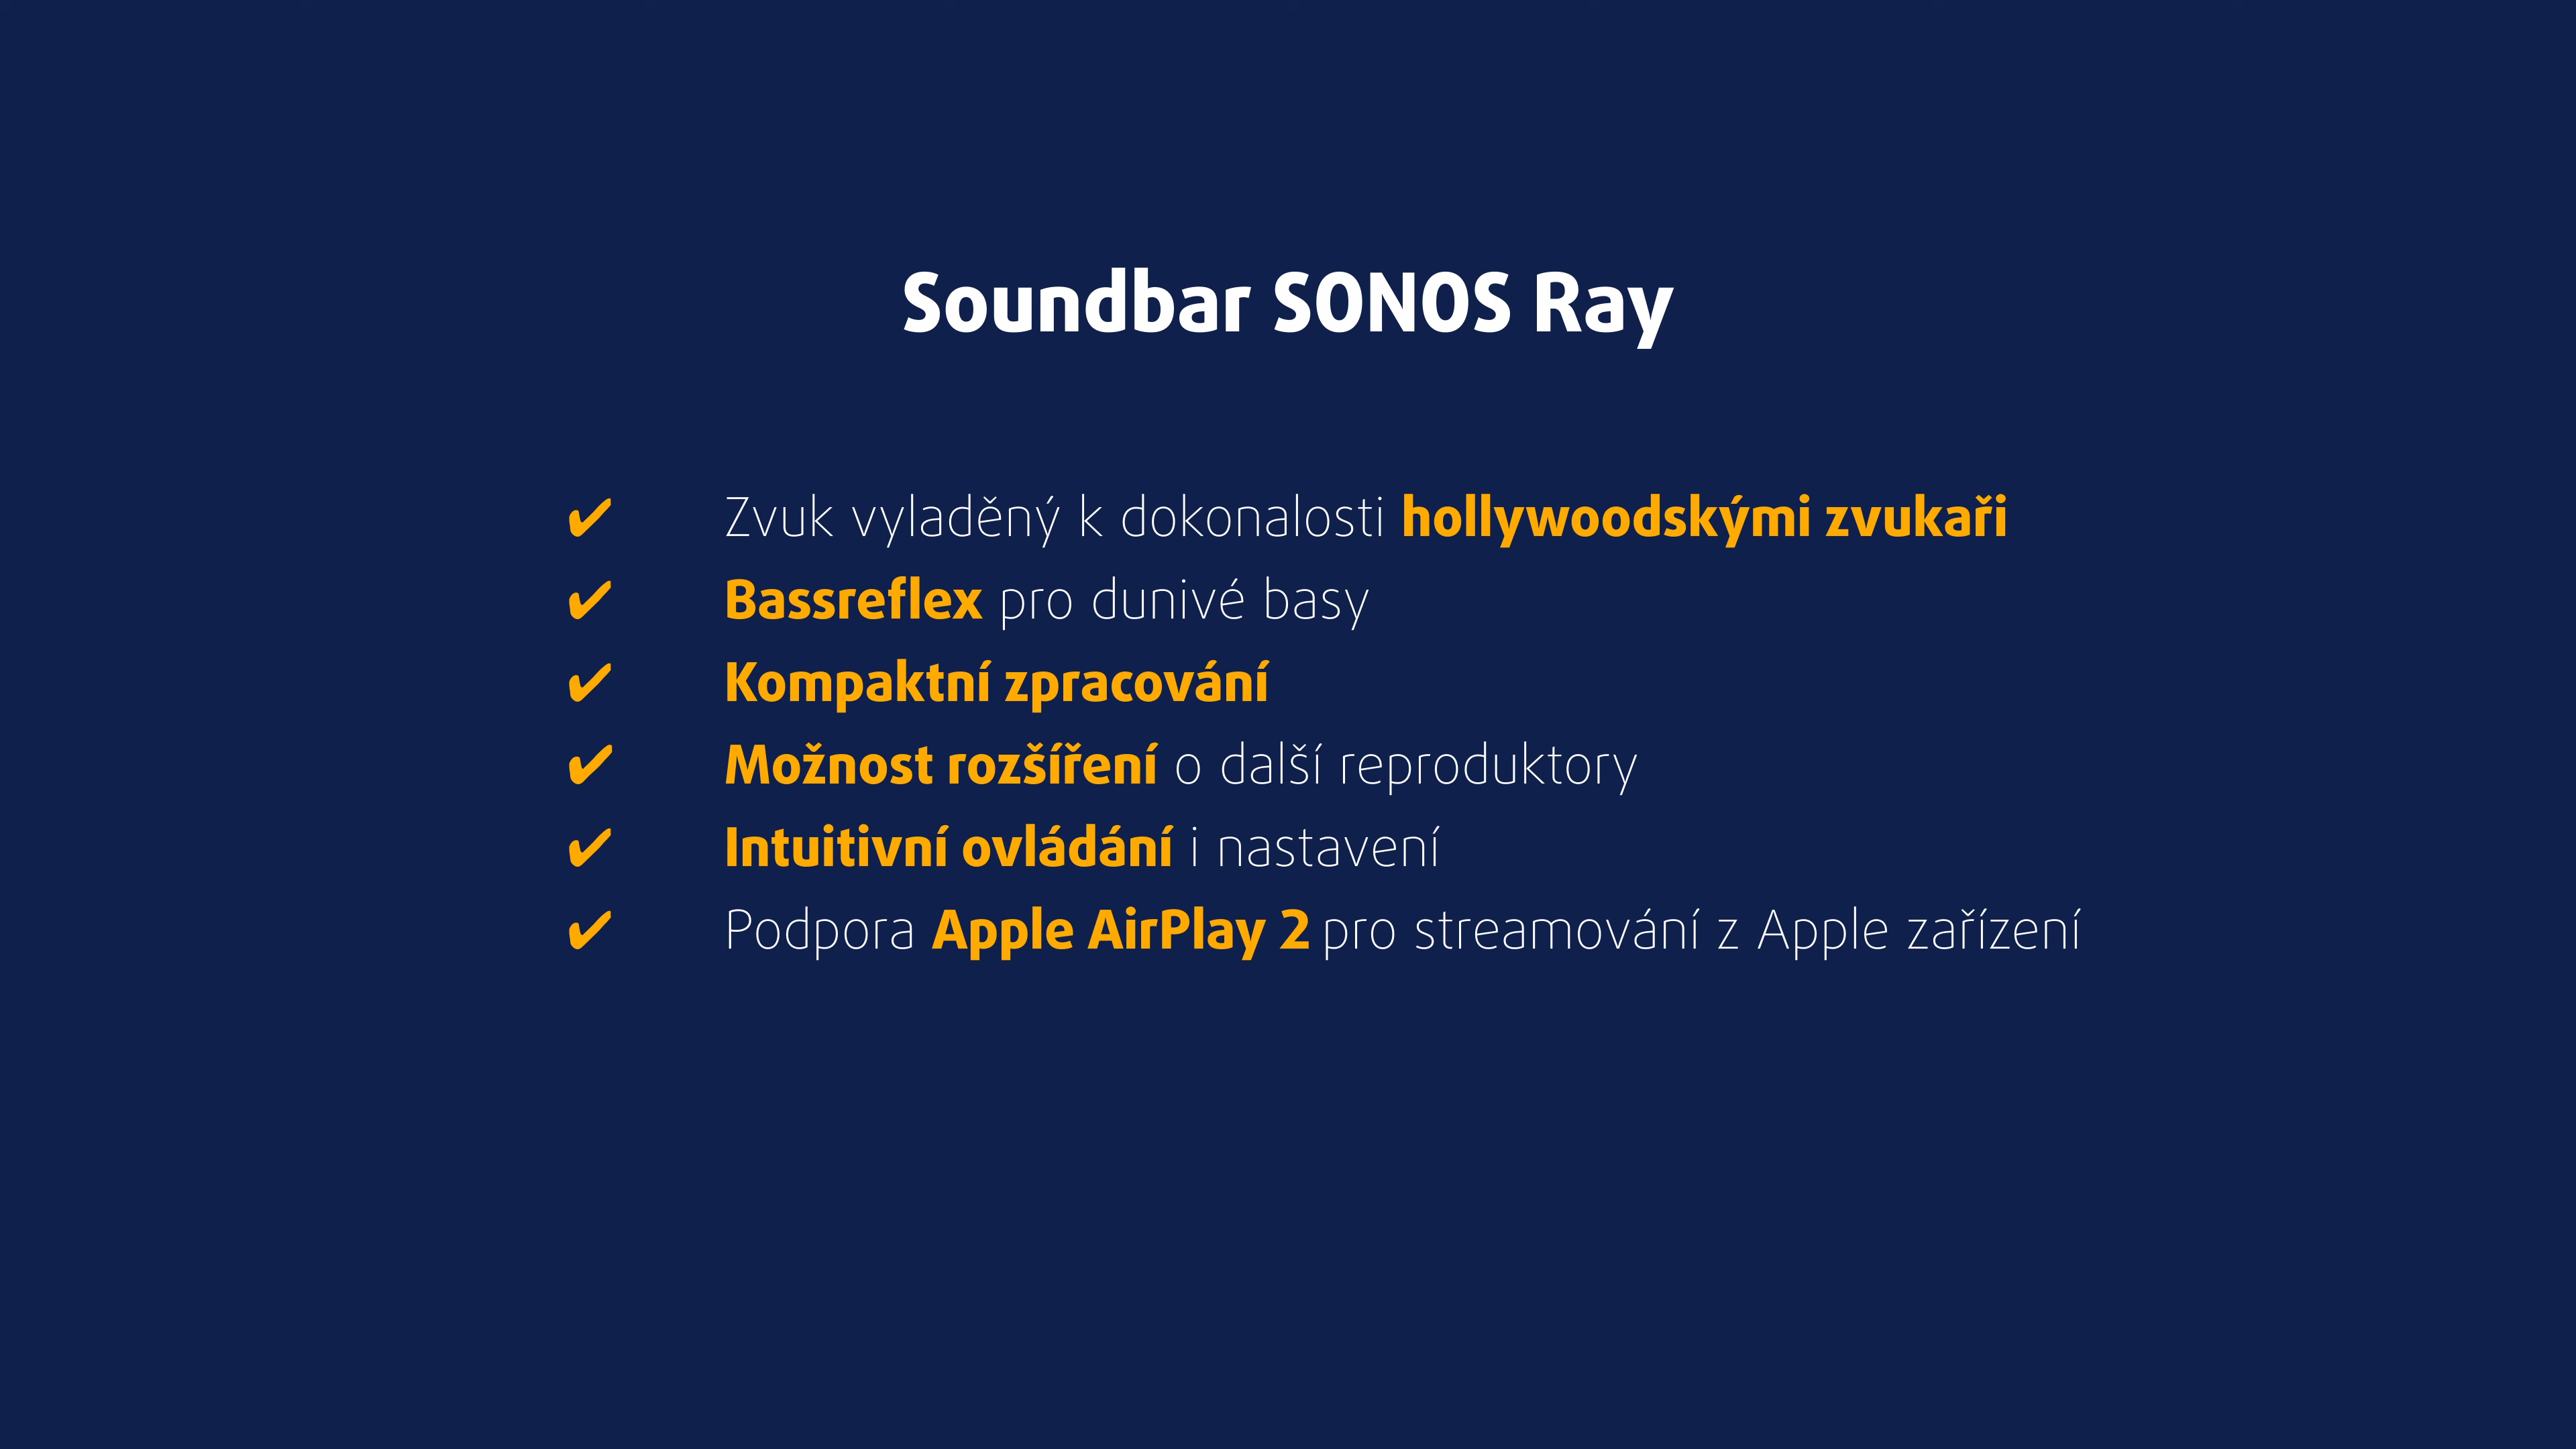 Soundbar SONOS Ray
✔ Zvuk vyladěný k dokonalosti hollywoodskými zvukaři
✔ Bassreflex pro dunivé basy
✔ Kompaktní zpracování
✔ Možnost rozšíření o další reproduktory
✔ Intuitivní ovládání i nastavení
✔ Podpora Apple AirPlay 2 pro streamování z Apple zařízení